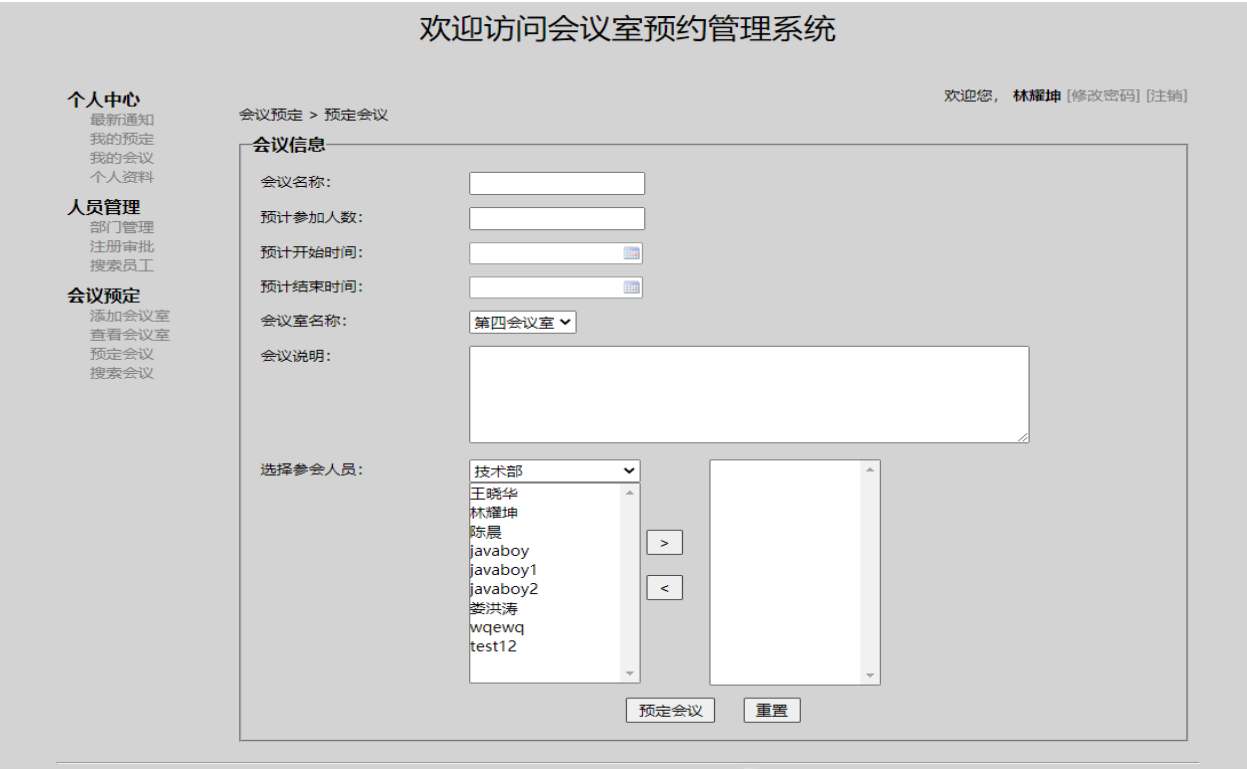 欢迎访问会议室预约管理系统
欢迎您， 林耀坤 [修改密码] [注销]
个人中心
最新通知
我的预定
我的会议
个人资料
人员管理
部门管理
注册审批
搜索员工
会议预定
添加会议室
查看会议室
预定会议
搜索会议
会议预定 > 预定会议
会议信息
会议名称：
预计参加人数：
预计开始时间：
预计结束时间：
会议室名称：
第四会议室
会议说明：
选择参会人员：
技术部
王晓华
林耀坤
陈晨
javaboy
javaboy1
javaboy2
娄洪涛
wqewq
test12
>
<
预定会议
重置